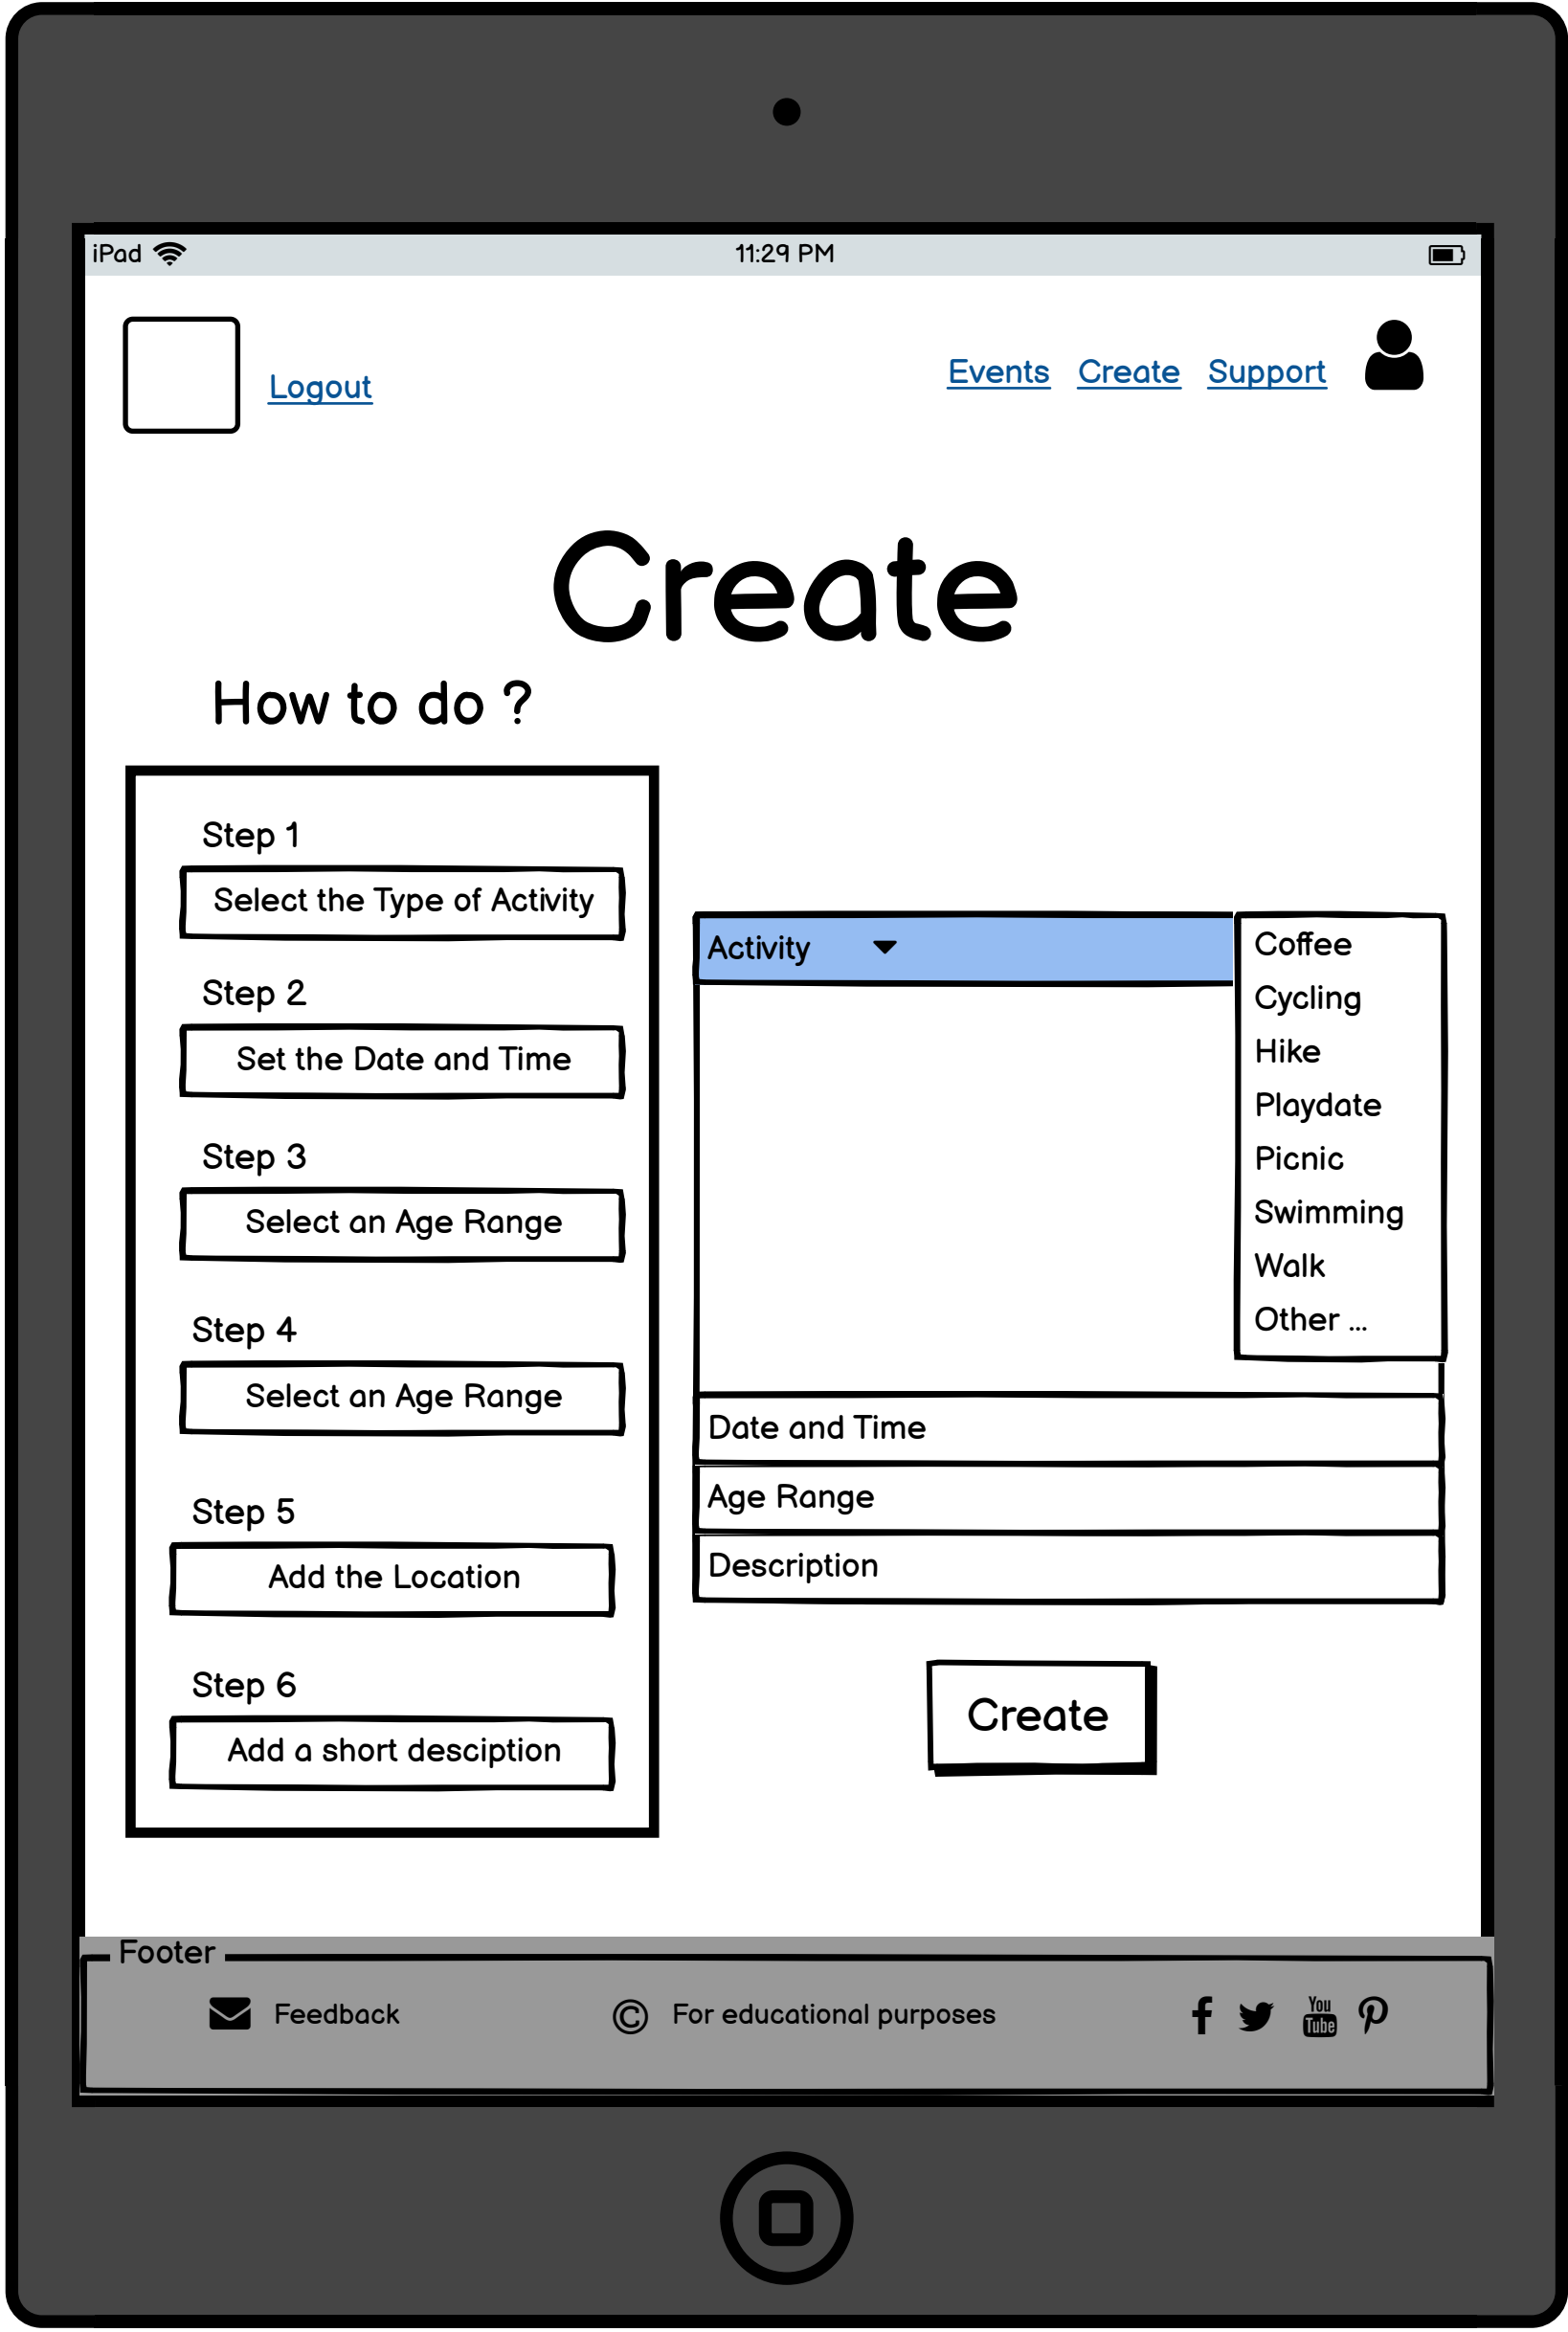 iPad
11:29 PM
Logout
Events Create Support
Create
How to do ?
Step 1
Select the Type of Activity
Step 2
Set the Date and Time
Step 3
Select an Age Range
Step 4
Select an Age Range
Step 5
Add the Location
Step 6
Add a short desciption
Activity
Coffee
Cycling
Hike
Playdate
Picnic
Swimming
Walk
Other ...
Date and Time
Age Range
Description
Create
Footer
Feedback
© For educational purposes
You
Tube